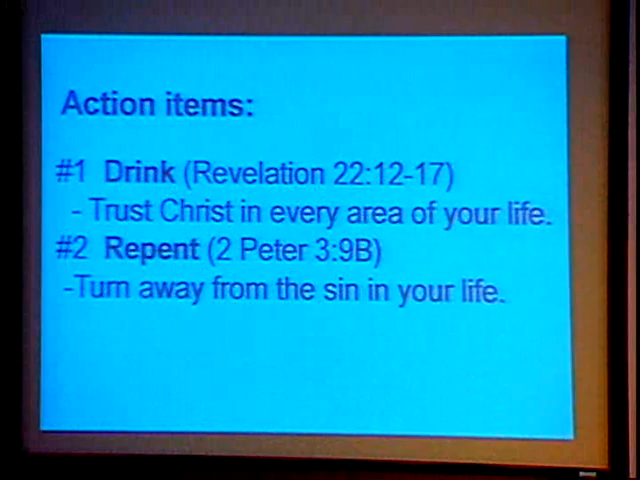 Action items:
#1 Drink (Revelation 22:12-17)
- Trust Christ in every area of your life.
#2 Repent (2 Peter 3:9B)
-Turn away from the sin in your life.